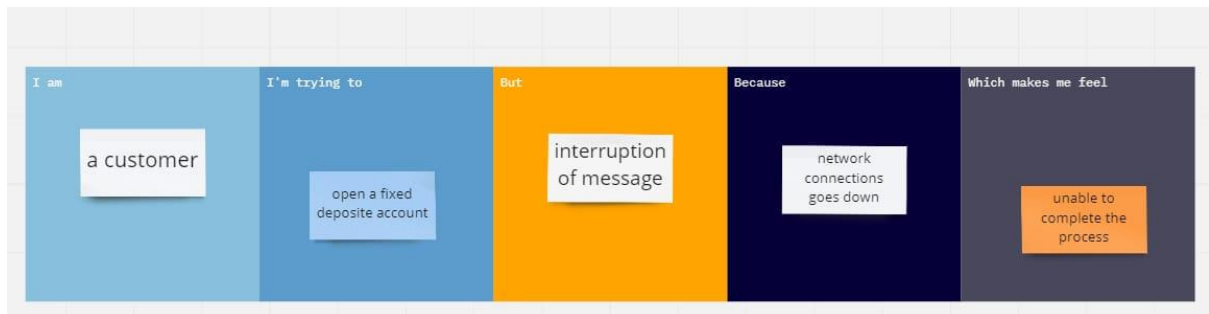 I am
a customer
I'm trying to
open a fixed
deposite account
But
interruption
of message
Because
network
connections
goes down
Which makes me feel
unable to
complete the
process